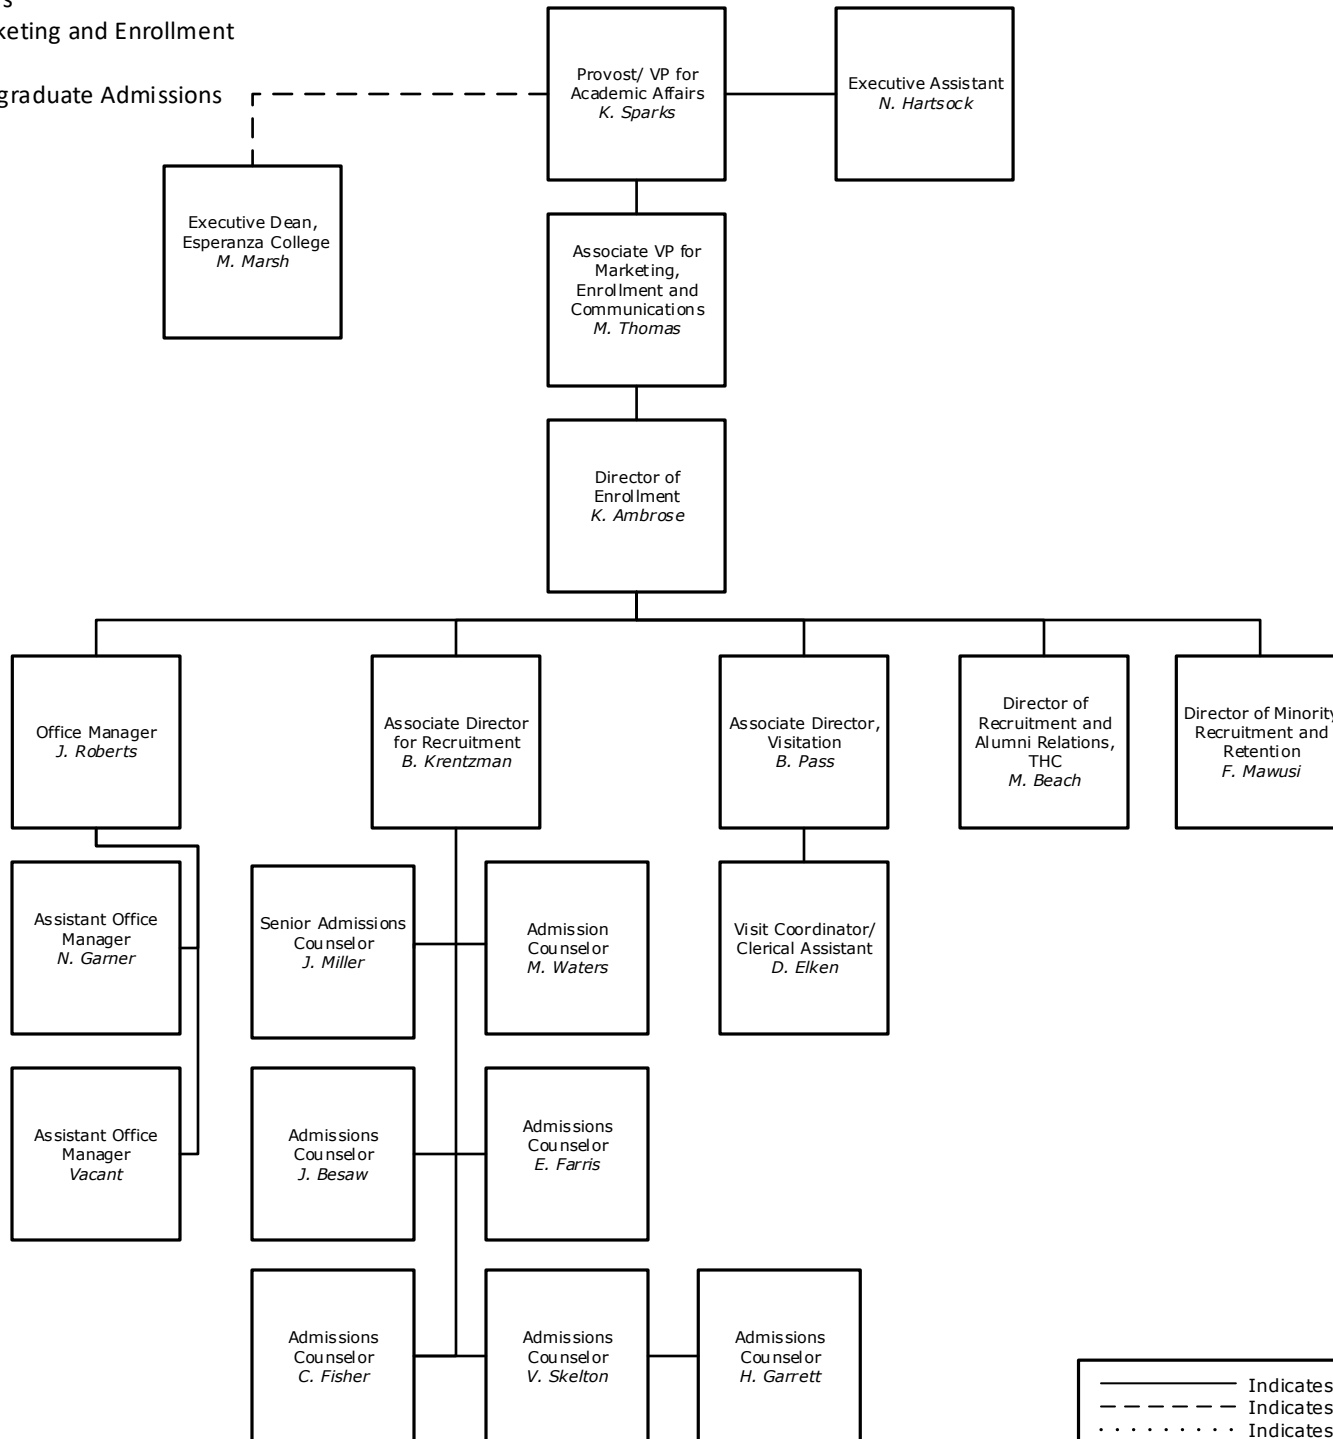 keting and Enrollment
graduate Admissions
Provost/ VP for
Academic Affairs
K. Sparks
Executive Assistant
N. Hartsock
Executive Dean,
Esperanza College
M. Marsh
Associate VP for
Marketing,
Enrollment and
Communications
M. Thomas
Director of
Enrollment
K. Ambrose
Office Manager
J. Roberts
Associate Director
for Recruitment
B. Krentzman
Associate Director,
Visitation
B. Pass
Director of
Recruitment and
Alumni Relations,
THC
M. Beach
Director of Minority
Recruitment and
Retention
F. Mawusi
Assistant Office
Manager
N. Garner
Senior Admissions
Counselor
J. Miller
Admission
Counselor
M. Waters
Visit Coordinator/
Clerical Assistant
D. Elken
Assistant Office
Manager
Vacant
Admissions
Counselor
J. Besaw
Admissions
Counselor
E. Farris
Admissions
Counselor
C. Fisher
Admissions
Counselor
V. Skelton
Admissions
Counselor
H. Garrett
Indicates
Indicates
Indicates